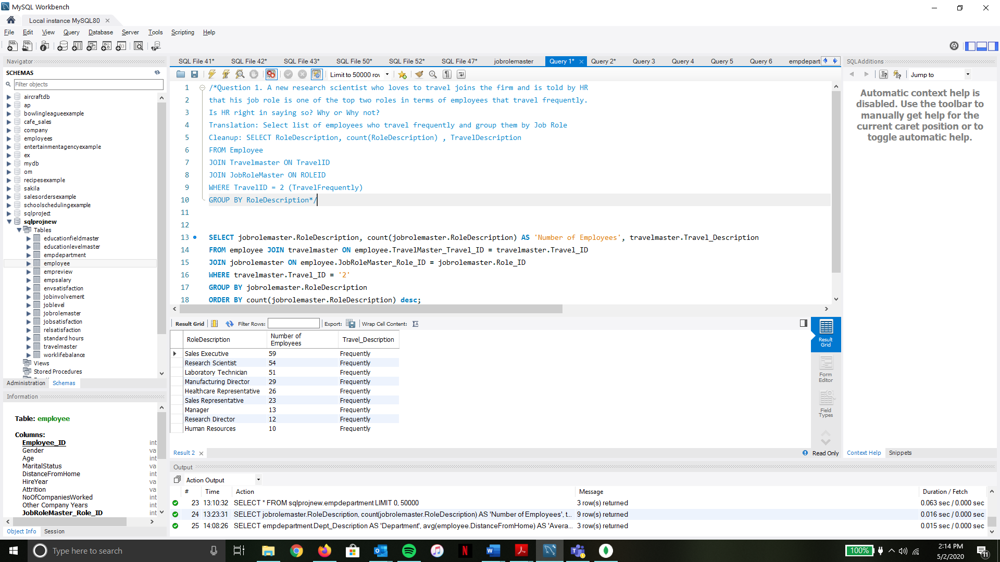 MySQL Workbench
Local instance MySQL80
File Edit View Query Database Server Tools Scripting Help
Navigator
SCHEMAS
Filter objects
aircraftdb
ap
bowlingleagueexample
cafe_sales
company
employees
entertainmentagencyexample
ex
mydb
om
recipesexample
sakila
salesordersexample
schoolschedulingexample
sqlproject
sqlprojnew
Tables
educationfieldmaster
educationlevelmaster
empdepartment
employee
empreview
empsalary
envsatisfaction
jobinvolvement
joblevel
jobrolemaster
jobsatisfaction
relsatisfaction
standard hours
travelmaster
worklifebalance
Views
Stored Procedures
Administration Schemas
Information
Table: employee
Columns:
Employee_ID int
Gender va
Age int
MaritalStatus va
DistanceFromHome int
HireYear va
Attrition va
NoOfCompaniesWorked int
Other Company Years int
JobRoleMaster_Role_ID int
Object Info Session
SQL File 41* SQL File 42* SQL File 43* SQL File 50* SQL File 52* SQL File 47* jobrolemaster Query 1* Query 2* Query 3 Query 4 Query 5 Query 6 empdepart
Limit to 50000 rov
1 /*Question 1. A new research scientist who loves to travel joins the firm and is told by HR
2 that his job role is one of the top two roles in terms of employees that travel frequently.
3 Is HR right in saying so? Why or Why not?
4 Translation: Select list of employees who travel frequently and group them by Job Role
5 Cleanup: SELECT RoleDescription, count(RoleDescription) , TravelDescription
6 FROM Employee
7 JOIN Travelmaster ON TravelID
8 JOIN JobRoleMaster ON ROLEID
9 WHERE TravelID = 2 (TravelFrequently)
10 GROUP BY RoleDescription*/
11
12
13 SELECT jobrolemaster.RoleDescription, count(jobrolemaster.RoleDescription) AS 'Number of Employees', travelmaster.Travel_Description
14 FROM employee JOIN travelmaster ON employee.TravelMaster_Travel_ID = travelmaster.Travel_ID
15 JOIN jobrolemaster ON employee.JobRoleMaster_Role_ID = jobrolemaster.Role_ID
16 WHERE travelmaster.Travel_ID = '2'
17 GROUP BY jobrolemaster.RoleDescription
18 ORDER BY count(jobrolemaster.RoleDescription) desc;
Result Grid Filter Rows: Export: Wrap Cell Content:
RoleDescription Number of Employees Travel_Description
Sales Executive 59 Frequently
Research Scientist 54 Frequently
Laboratory Technician 51 Frequently
Manufacturing Director 29 Frequently
Healthcare Representative 26 Frequently
Sales Representative 23 Frequently
Manager 13 Frequently
Research Director 12 Frequently
Human Resources 10 Frequently
Result Grid
Form Editor
Field Types
Result 2
Read Only
SQLAdditions
Jump to
Automatic context help is
disabled. Use the toolbar to
manually get help for the
current caret position or to
toggle automatic help.
Context Help Snippets
Output
Action Output
# Time Action Message Duration / Fetch
23 13:10:32 SELECT * FROM sqlprojnew.empdepartment LIMIT 0, 50000 3 row(s) returned 0.063 sec / 0.000 sec
24 13:23:31 SELECT jobrolemaster.RoleDescription, count(jobrolemaster.RoleDescription) AS 'Number of Employees', t... 9 row(s) returned 0.016 sec / 0.000 sec
25 14:08:26 SELECT empdepartment.Dept_Description AS 'Department', avg(employee.DistanceFromHome) AS 'Avera... 3 row(s) returned 0.015 sec / 0.000 sec
Type here to search
100%
2:14 PM
5/2/2020
11